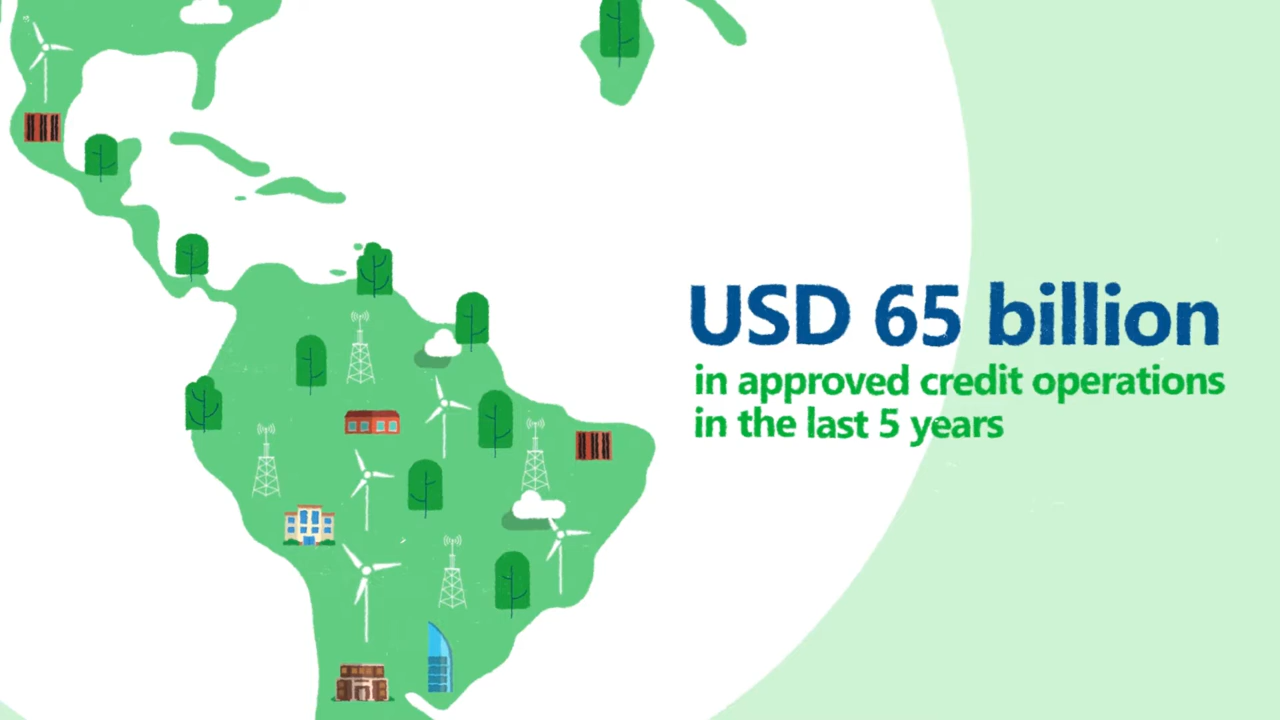 USD 65 billion
in approved credit operations
in the last 5 years